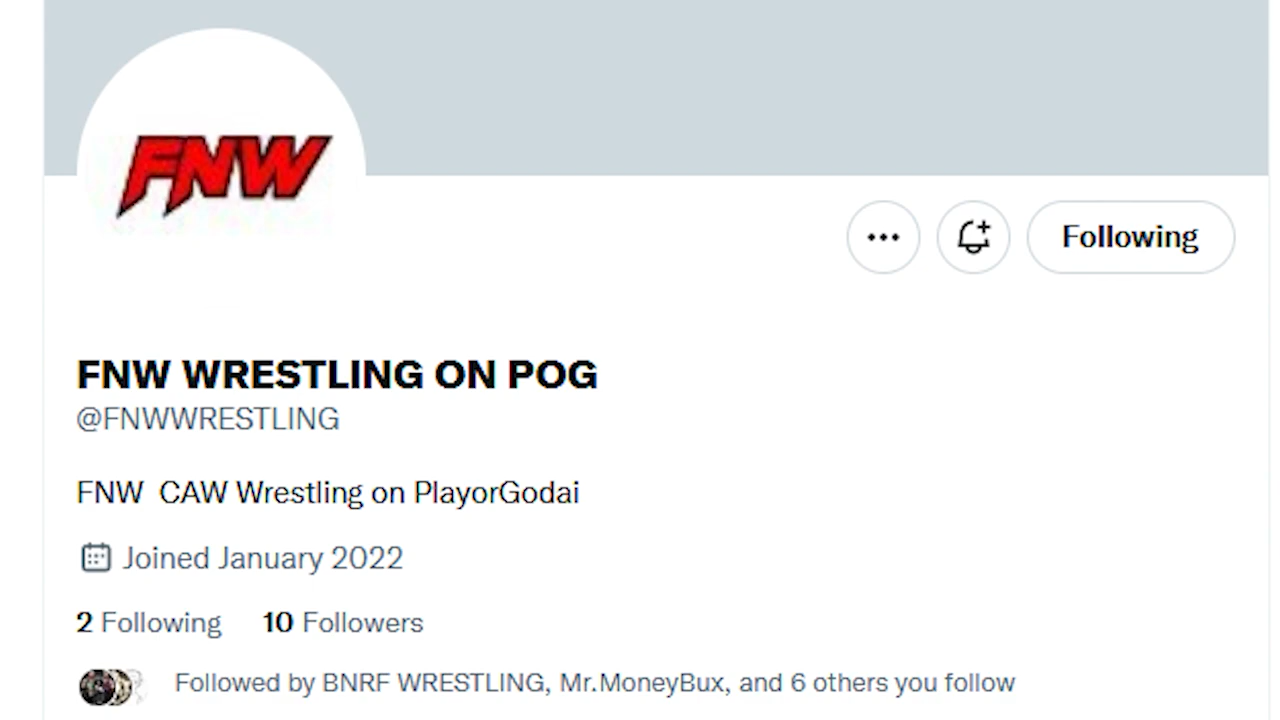 FNW
Following
FNW WRESTLING ON POG
@FNWWRESTLING
FNW CAW Wrestling on PlayorGodai
Joined January 2022
2 Following 10 Followers
Followed by BNRF WRESTLING, Mr.MoneyBux, and 6 others you follow